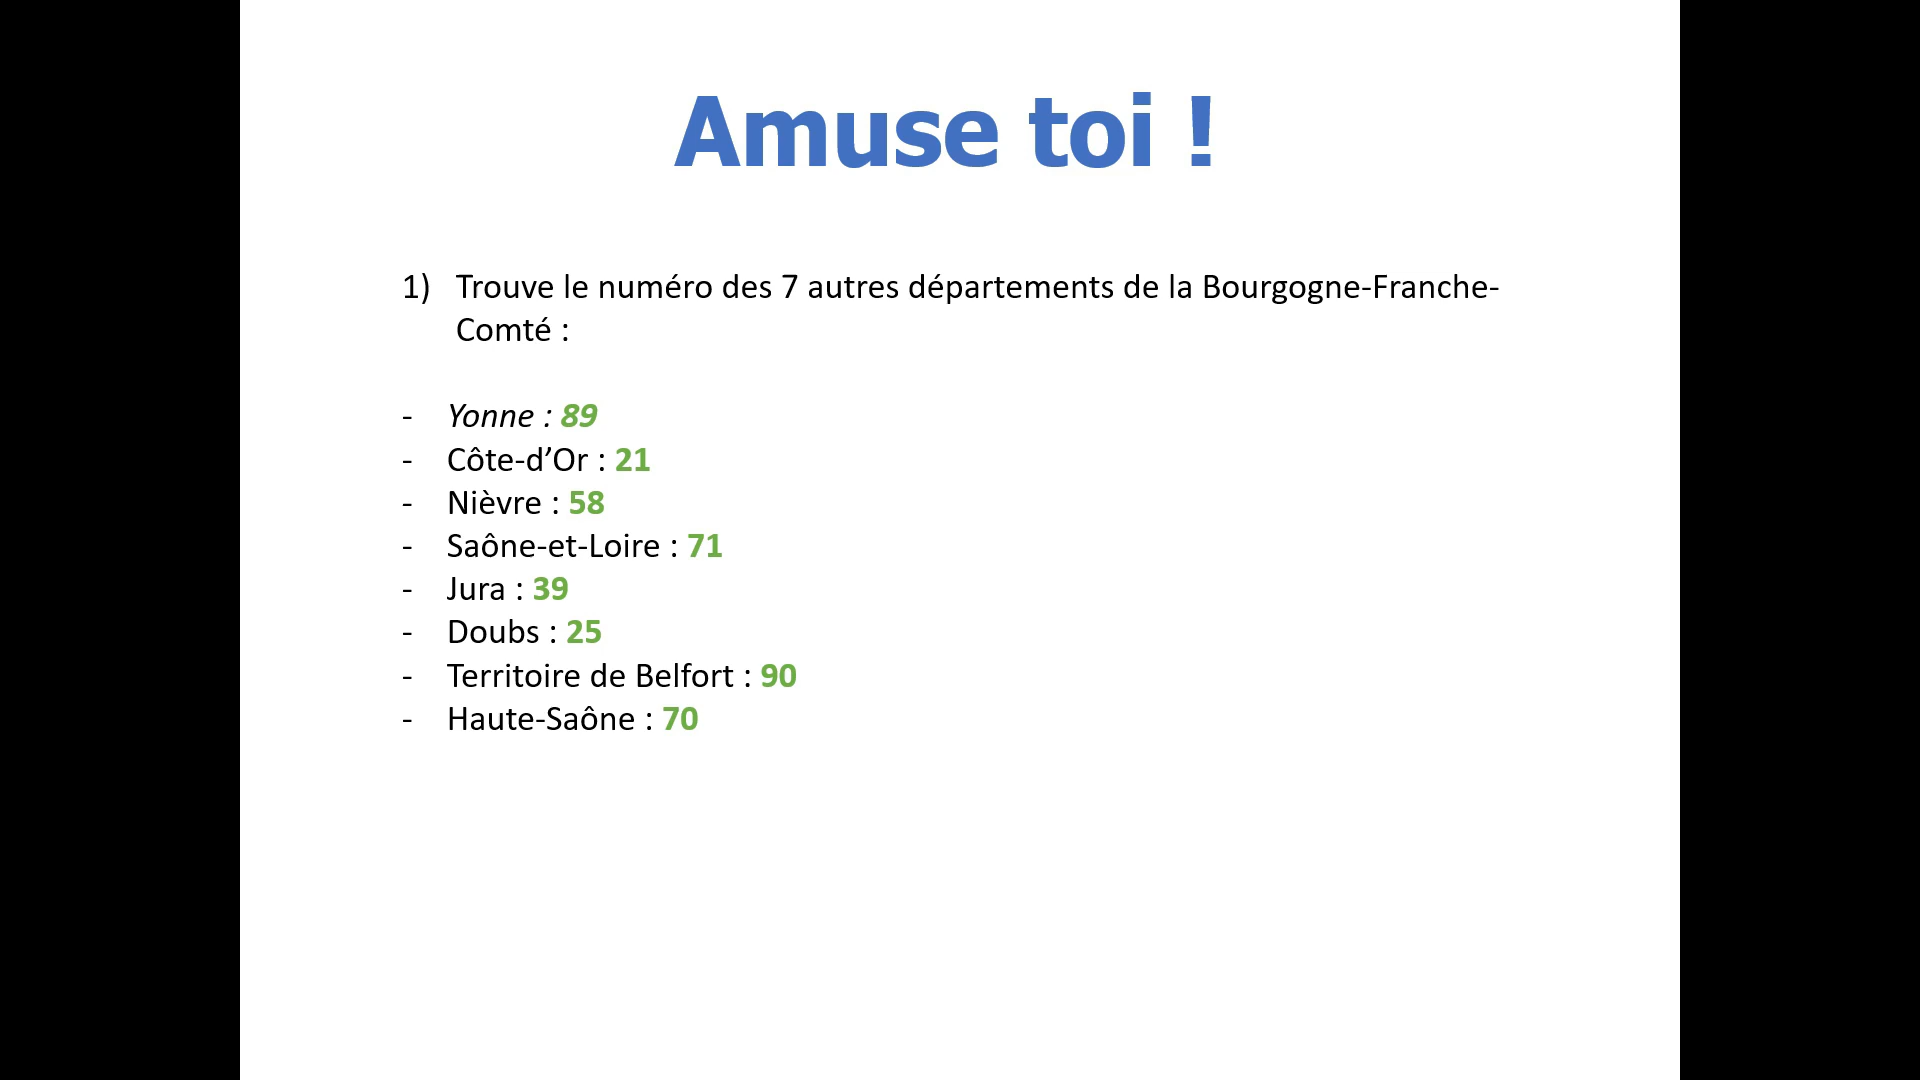 Amuse toi !
1) Trouve le numéro des 7 autres départements de la Bourgogne-Franche-
Comté :
- Yonne : 89
- Côte-d’Or : 21
- Nièvre : 58
- Saône-et-Loire : 71
- Jura : 39
- Doubs : 25
- Territoire de Belfort : 90
- Haute-Saône : 70